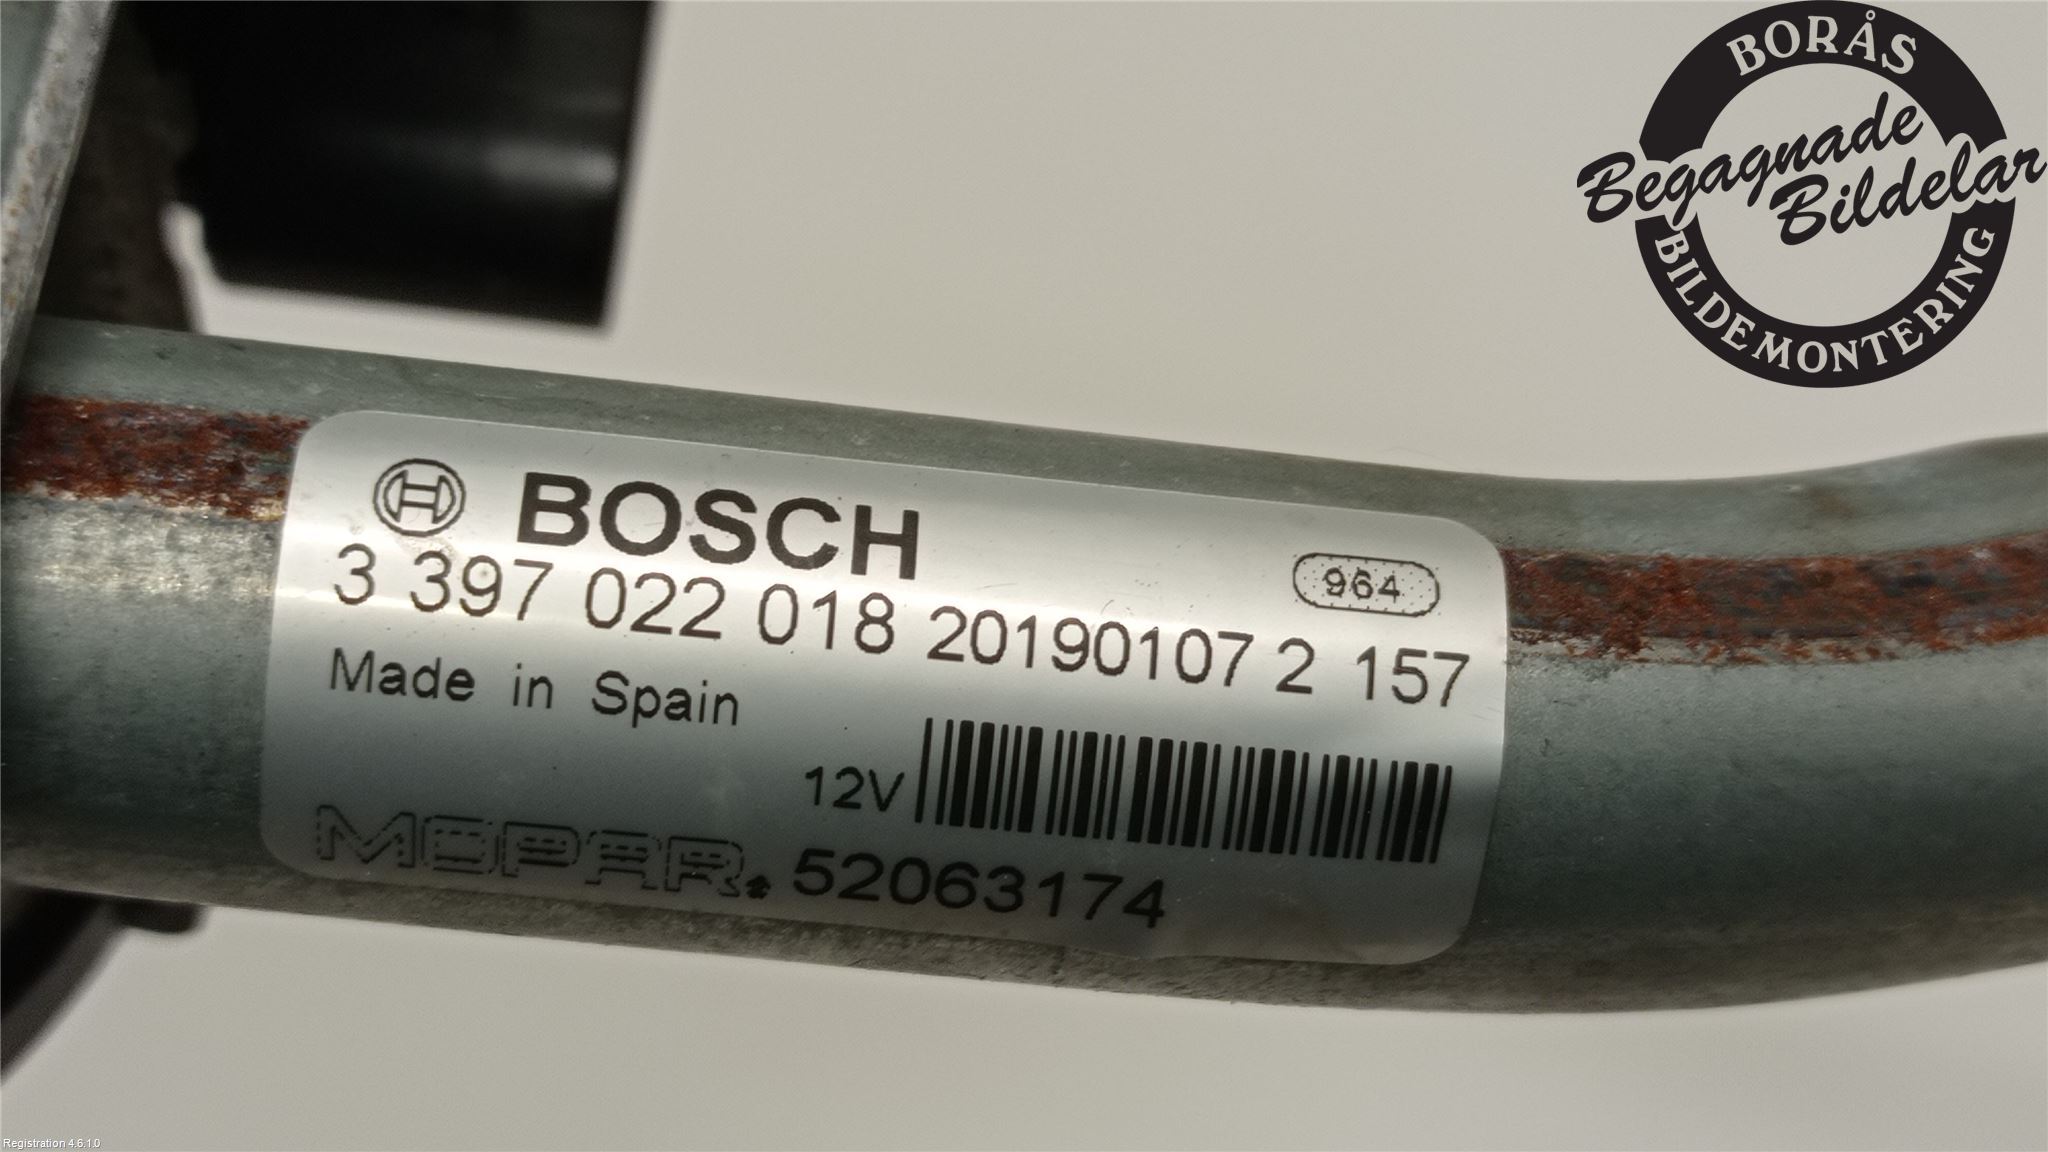 BORÅS
Begagnade
Bildelar
BILDEMONTERING
BOSCH
964
3 397 022 018 20190107 2 157
Made in Spain
12V
MOPAR. 52063174
Registration 4.6.1.0